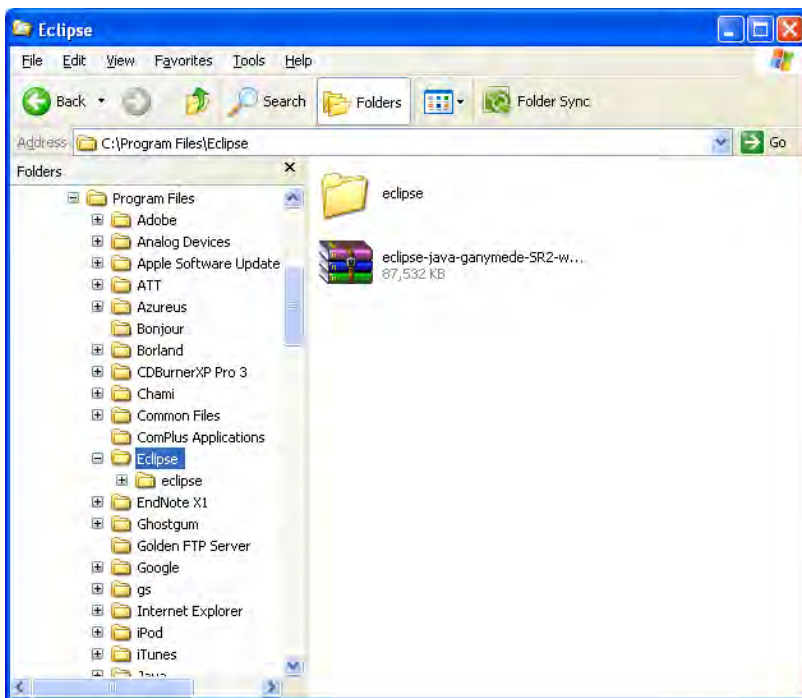 Eclipse
File Edit View Favorites Tools Help
Back Search Folders Folder Sync
Address C:\Program Files\Eclipse Go
Folders
Program Files
Adobe
Analog Devices
Apple Software Update
ATT
Azureus
Bonjour
Borland
CDBurnerXP Pro 3
Chami
Common Files
ComPlus Applications
Eclipse
eclipse
EndNote X1
Ghostgum
Golden FTP Server
Google
gs
Internet Explorer
iPod
iTunes
Java
eclipse
eclipse-java-ganymede-SR2-w...
87,532 KB